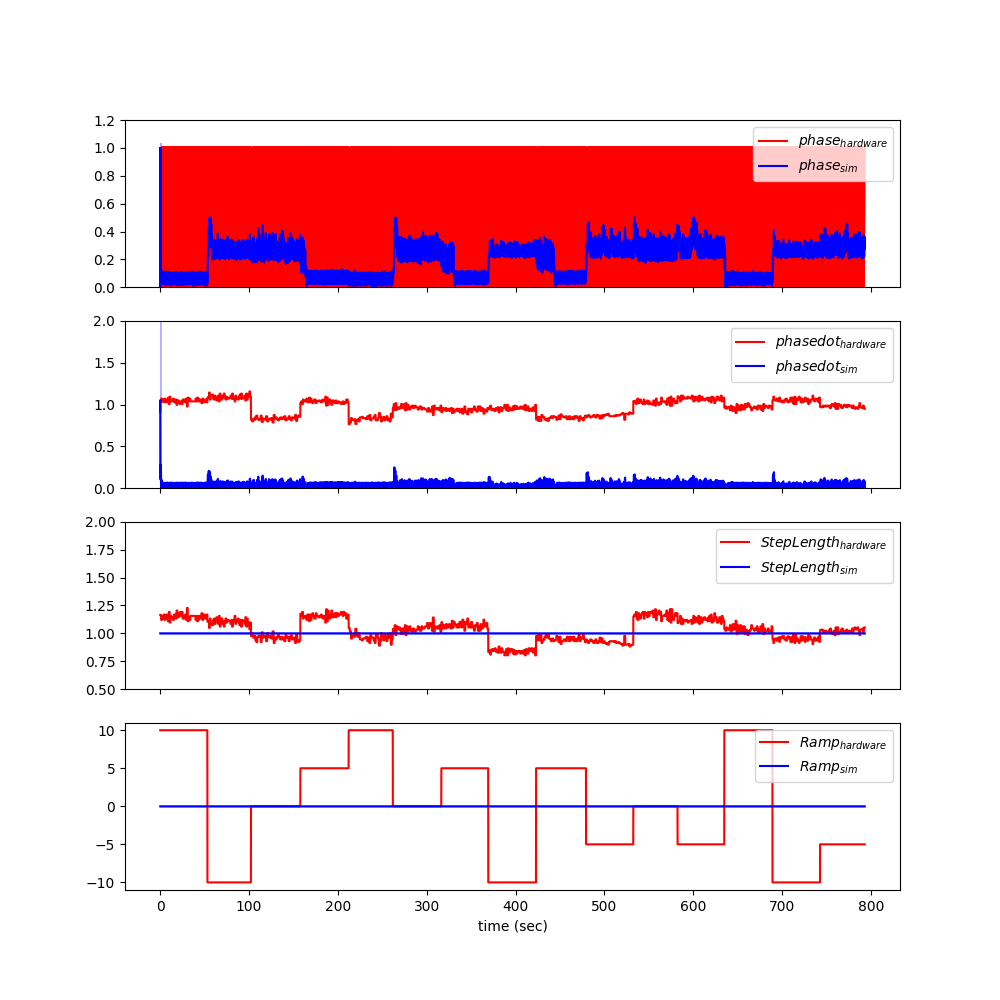 1.2
1.0
0.8
0.6
0.4
0.2
0.0
phase_hardware
phase_sim
2.0
1.5
1.0
0.5
0.0
phasedot_hardware
phasedot_sim
2.00
1.75
1.50
1.25
1.00
0.75
0.50
StepLength_hardware
StepLength_sim
10
5
0
−5
−10
Ramp_hardware
Ramp_sim
0 100 200 300 400 500 600 700 800
time (sec)